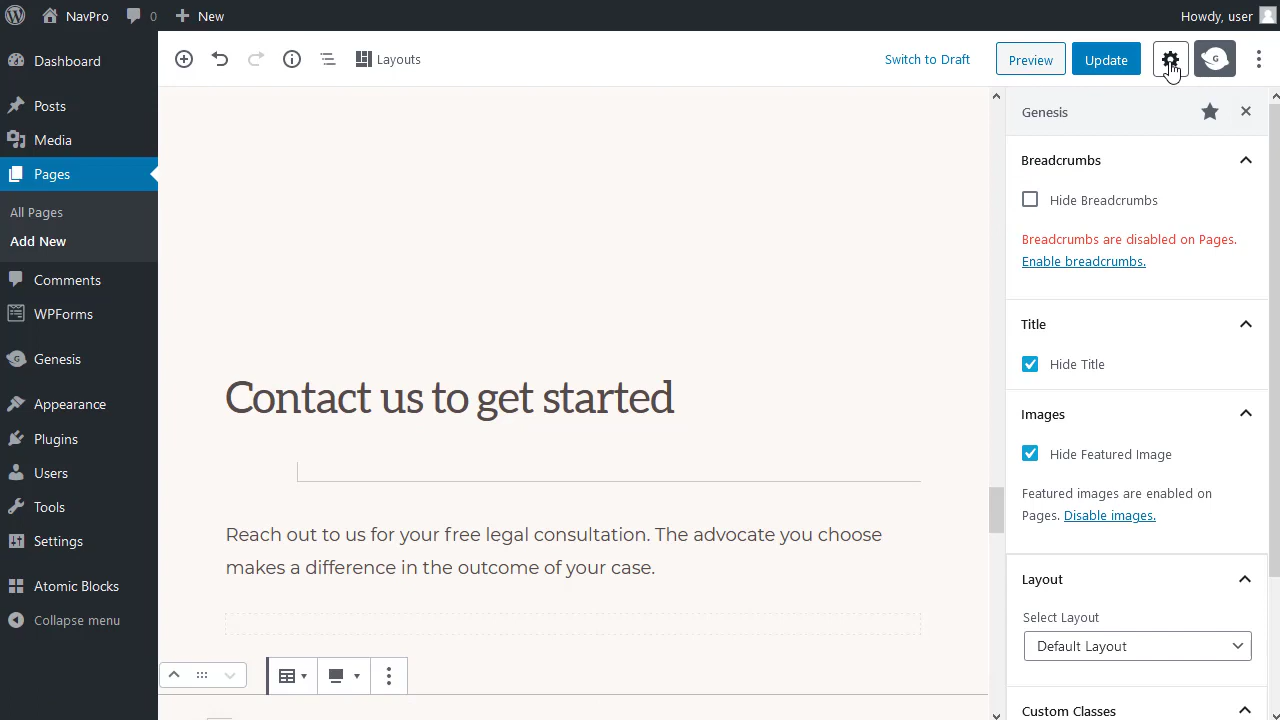 NavPro
0
New
Howdy, user
Dashboard
Posts
Media
Pages
All Pages
Add New
Comments
WPForms
Genesis
Appearance
Plugins
Users
Tools
Settings
Atomic Blocks
Collapse menu
Layouts
Switch to Draft
Preview
Update
G
Contact us to get started
Reach out to us for your free legal consultation. The advocate you choose
makes a difference in the outcome of your case.
Genesis
Breadcrumbs
Hide Breadcrumbs
Breadcrumbs are disabled on Pages.
Enable breadcrumbs.
Title
Hide Title
Images
Hide Featured Image
Featured images are enabled on
Pages. Disable images.
Layout
Select Layout
Default Layout
Custom Classes